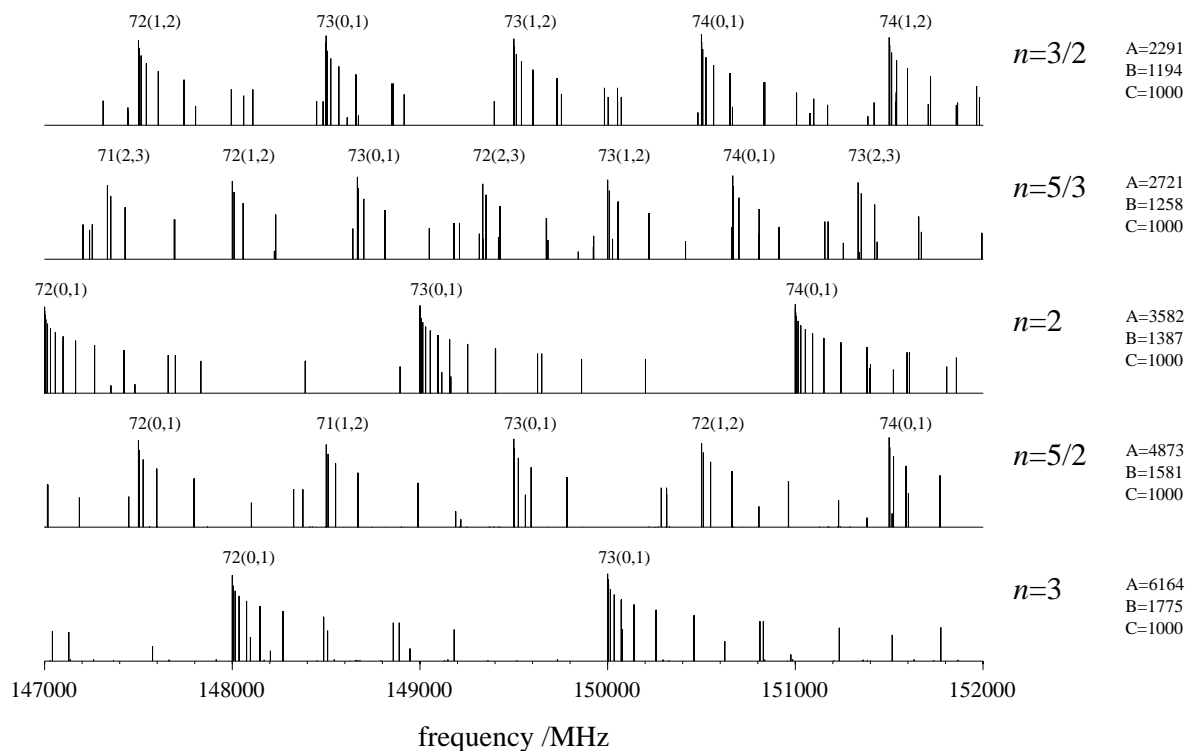 72(1,2) 73(0,1) 73(1,2) 74(0,1) 74(1,2)
n=3/2
A=2291
B=1194
C=1000
71(2,3) 72(1,2) 73(0,1) 72(2,3) 73(1,2) 74(0,1) 73(2,3)
n=5/3
A=2721
B=1258
C=1000
72(0,1) 73(0,1) 74(0,1)
n=2
A=3582
B=1387
C=1000
72(0,1) 71(1,2) 73(0,1) 72(1,2) 74(0,1)
n=5/2
A=4873
B=1581
C=1000
72(0,1) 73(0,1)
n=3
A=6164
B=1775
C=1000
147000 148000 149000 150000 151000 152000
frequency /MHz